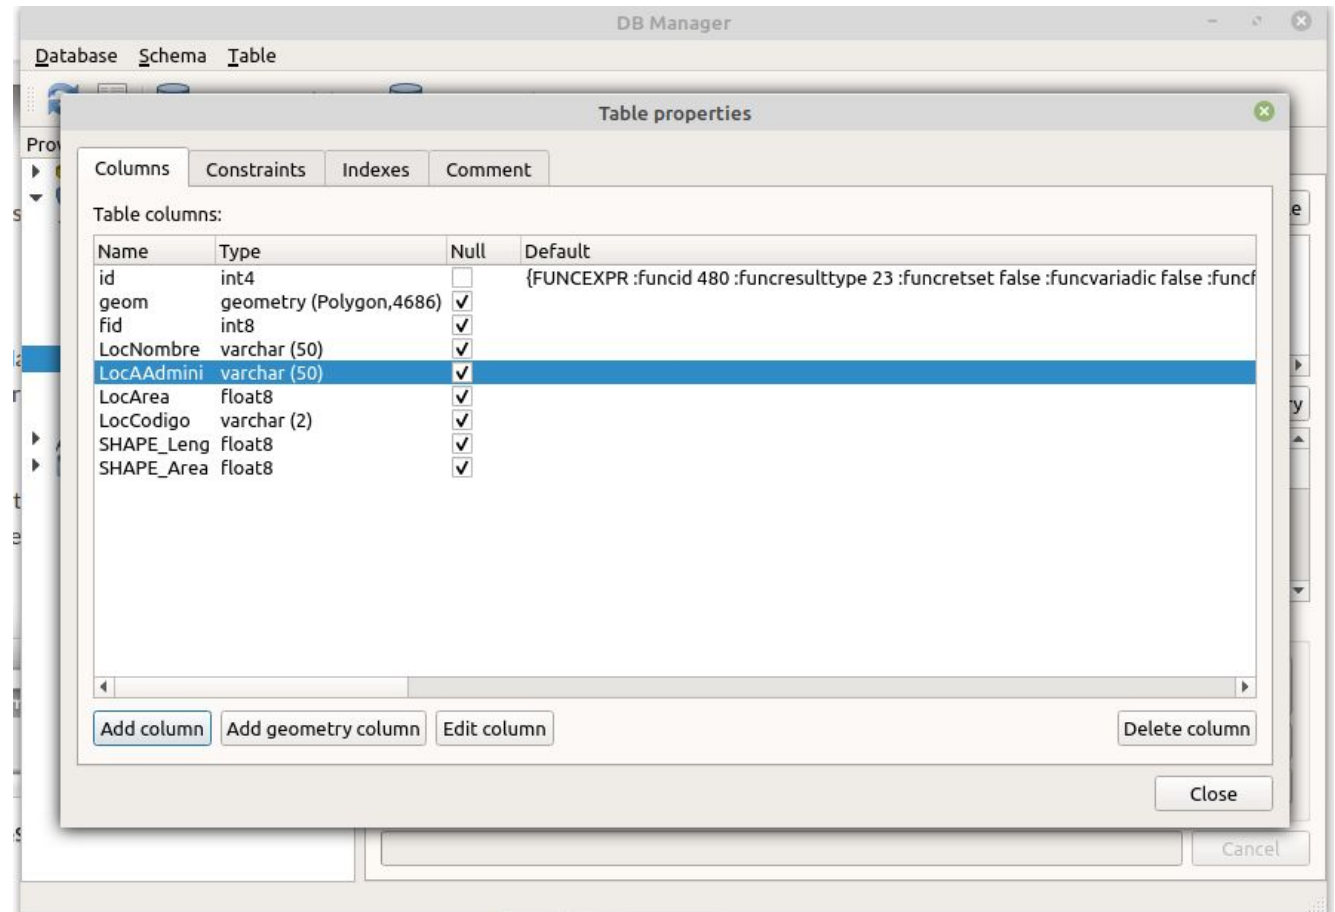 DB Manager
Database Schema Table
Table properties
Columns Constraints Indexes Comment
Table columns:
Name Type Null Default
id int4 {FUNCEXPR :funcid 480 :funcresulttype 23 :funcretset false :funcvariadic false :funcf
geom geometry (Polygon,4686)
fid int8
LocNombre varchar (50)
LocAAdmini varchar (50)
LocArea float8
LocCodigo varchar (2)
SHAPE_Leng float8
SHAPE_Area float8
Add column Add geometry column Edit column Delete column
Close
Cancel